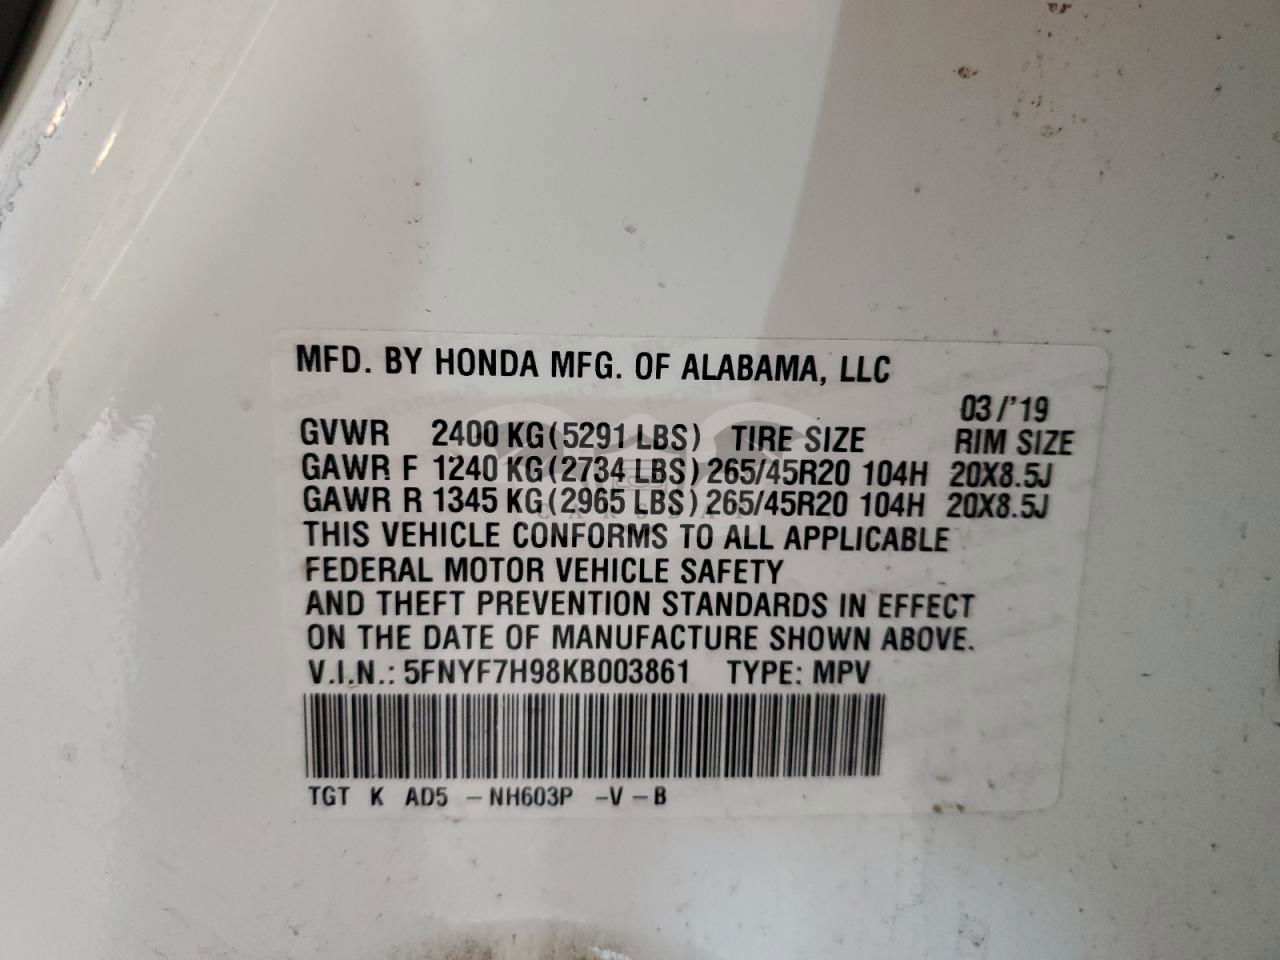 MFD. BY HONDA MFG. OF ALABAMA, LLC
03/'19
GVWR 2400 KG(5291 LBS) TIRE SIZE RIM SIZE
GAWR F 1240 KG(2734 LBS) 265/45R20 104H 20X8.5J
GAWR R 1345 KG(2965 LBS) 265/45R20 104H 20X8.5J
THIS VEHICLE CONFORMS TO ALL APPLICABLE
FEDERAL MOTOR VEHICLE SAFETY
AND THEFT PREVENTION STANDARDS IN EFFECT
ON THE DATE OF MANUFACTURE SHOWN ABOVE.
V.I.N.: 5FNYF7H98KB003861 TYPE: MPV
TGT K AD5 -NH603P -V-B